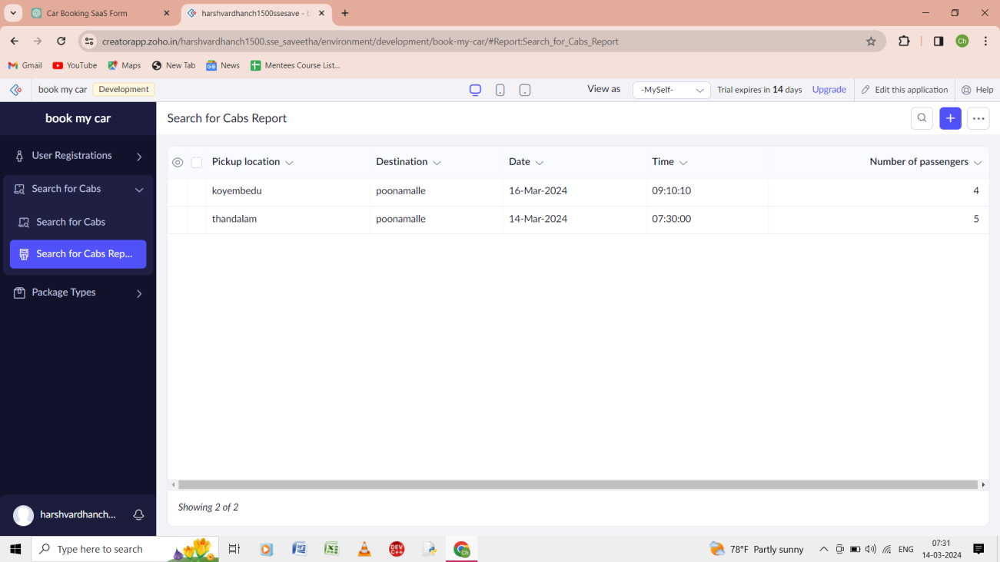 Car Booking SaaS Form
harshvardhanch1500ssesave - b
creatorapp.zoho.in/harshvardhanch1500.sse_saveetha/environment/development/book-my-car/#Report:Search_for_Cabs_Report
Ch
Gmail
YouTube
Maps
New Tab
News
Mentees Course List...
book my car
Development
View as
-MySelf-
Trial expires in 14 days
Upgrade
Edit this application
Help
book my car
Search for Cabs Report
User Registrations
Search for Cabs
Search for Cabs
Search for Cabs Rep...
Package Types
Pickup location Destination Date Time Number of passengers
koyembedu poonamalle 16-Mar-2024 09:10:10 4
thandalam poonamalle 14-Mar-2024 07:30:00 5
Showing 2 of 2
harshvardhanch...
Type here to search
DEV C++
Ch
78°F Partly sunny
ENG
07:31
14-03-2024